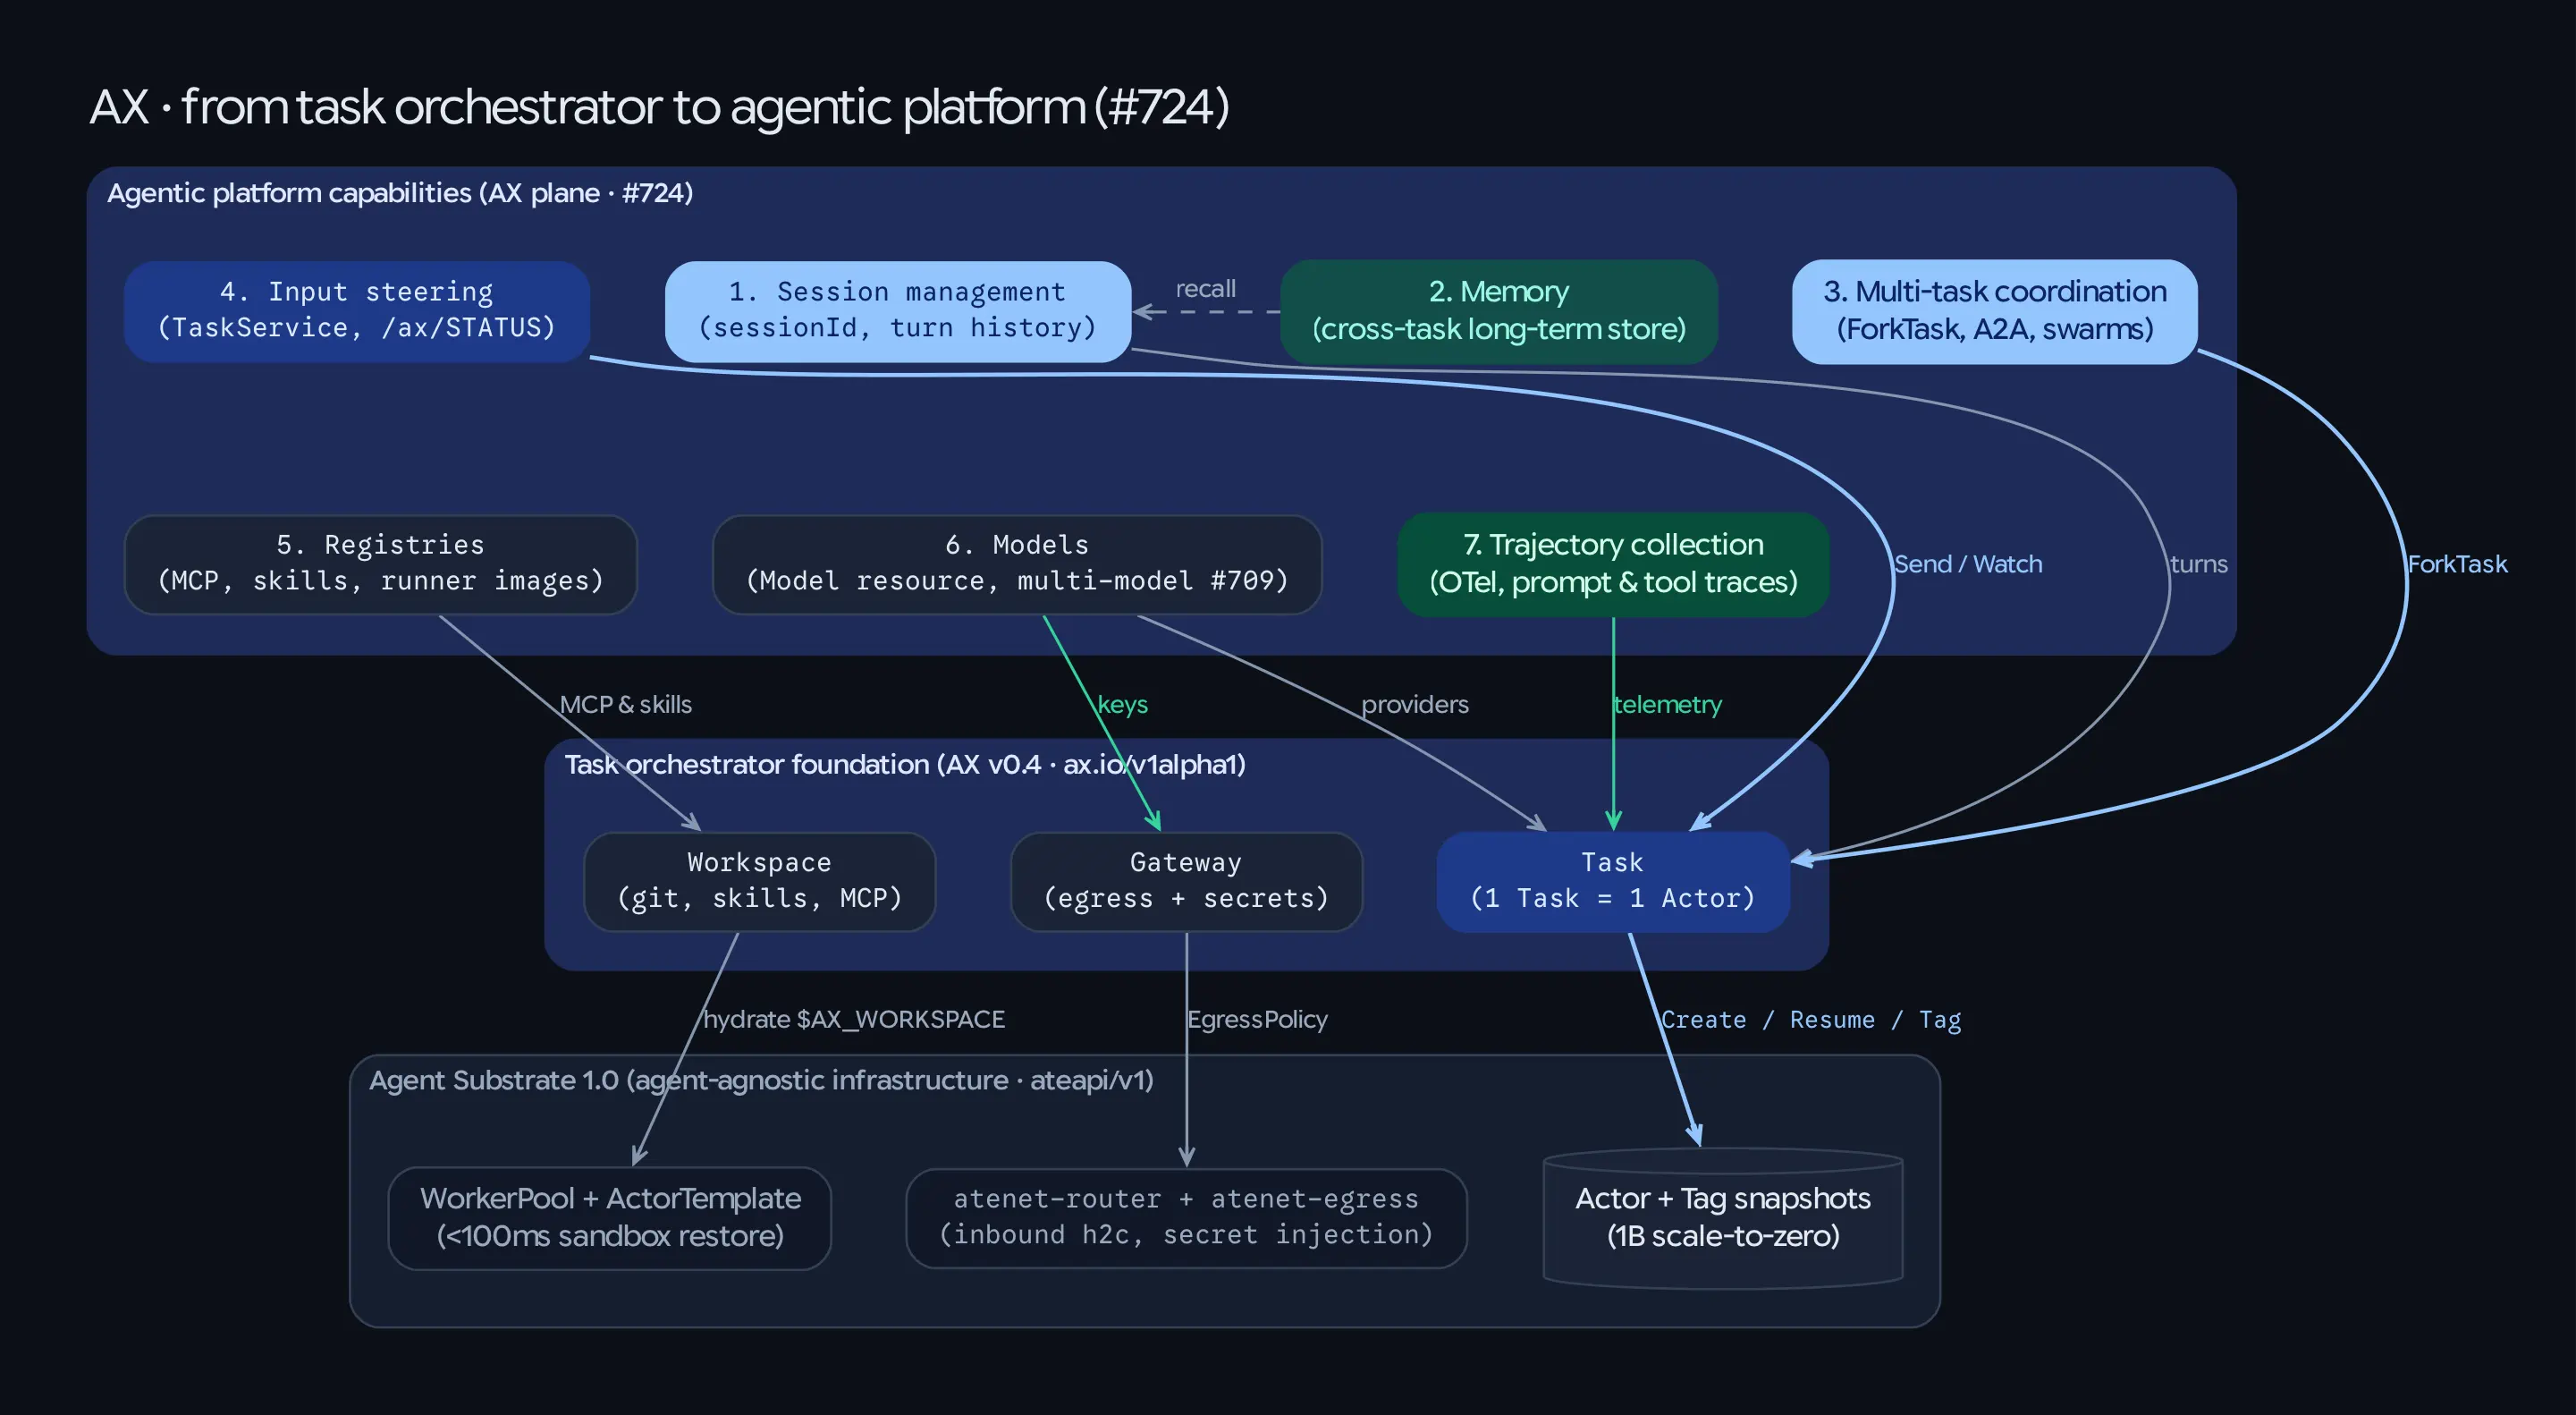 AX · from task orchestrator to agentic platform (#724)
Agentic platform capabilities (AX plane · #724)
4. Input steering
(TaskService, /ax/STATUS)
1. Session management
(sessionId, turn history)
recall
2. Memory
(cross-task long-term store)
3. Multi-task coordination
(ForkTask, A2A, swarms)
5. Registries
(MCP, skills, runner images)
6. Models
(Model resource, multi-model #709)
7. Trajectory collection
(OTel, prompt & tool traces)
Send / Watch
turns
ForkTask
MCP & skills
keys
providers
telemetry
Task orchestrator foundation (AX v0.4 · ax.io/v1alpha1)
Workspace
(git, skills, MCP)
Gateway
(egress + secrets)
Task
(1 Task = 1 Actor)
hydrate $AX_WORKSPACE
EgressPolicy
Create / Resume / Tag
Agent Substrate 1.0 (agent-agnostic infrastructure · ateapi/v1)
WorkerPool + ActorTemplate
(<100ms sandbox restore)
atenet-router + atenet-egress
(inbound h2c, secret injection)
Actor + Tag snapshots
(1B scale-to-zero)